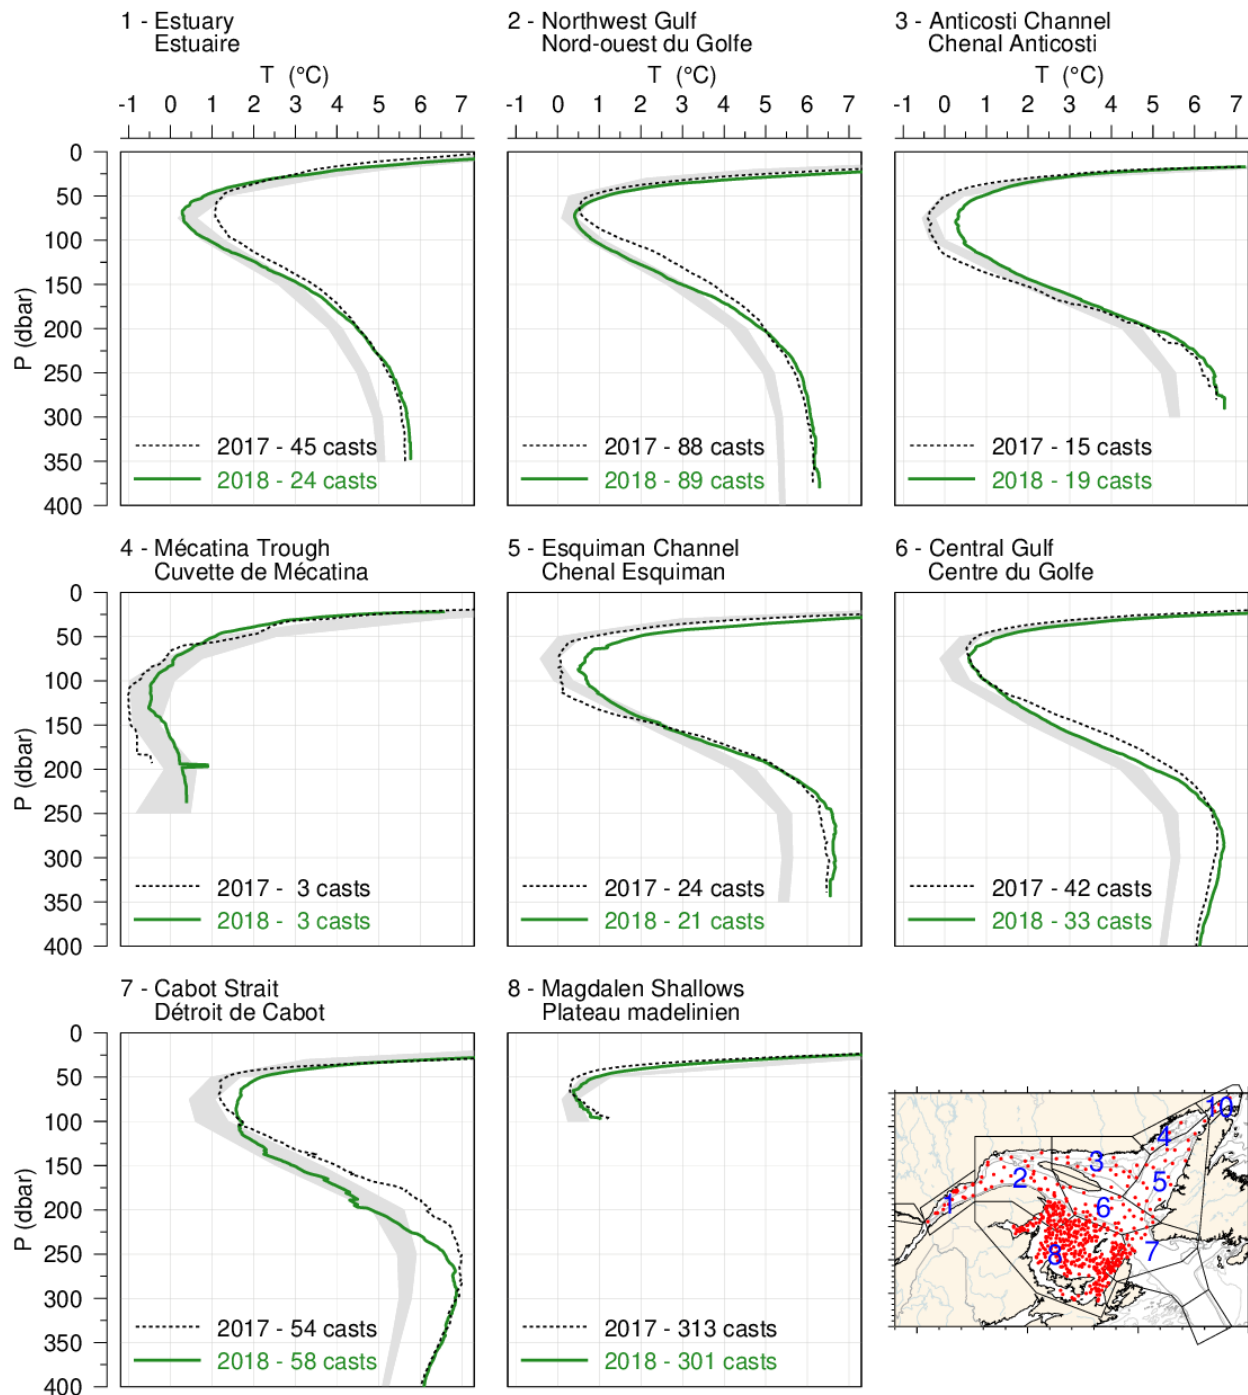 1 - Estuary
Estuaire
2 - Northwest Gulf
Nord-ouest du Golfe
3 - Anticosti Channel
Chenal Anticosti
T (°C)
T (°C)
T (°C)
-1 0 1 2 3 4 5 6 7
-1 0 1 2 3 4 5 6 7
-1 0 1 2 3 4 5 6 7
P (dbar)
0
50
100
150
200
250
300
350
400
2017 - 45 casts
2018 - 24 casts
2017 - 88 casts
2018 - 89 casts
2017 - 15 casts
2018 - 19 casts
4 - Mécatina Trough
Cuvette de Mécatina
5 - Esquiman Channel
Chenal Esquiman
6 - Central Gulf
Centre du Golfe
P (dbar)
0
50
100
150
200
250
300
350
400
2017 - 3 casts
2018 - 3 casts
2017 - 24 casts
2018 - 21 casts
2017 - 42 casts
2018 - 33 casts
7 - Cabot Strait
Détroit de Cabot
8 - Magdalen Shallows
Plateau madelinien
P (dbar)
0
50
100
150
200
250
300
350
400
2017 - 54 casts
2018 - 58 casts
2017 - 313 casts
2018 - 301 casts
10
4
3
2
5
1
6
8
7